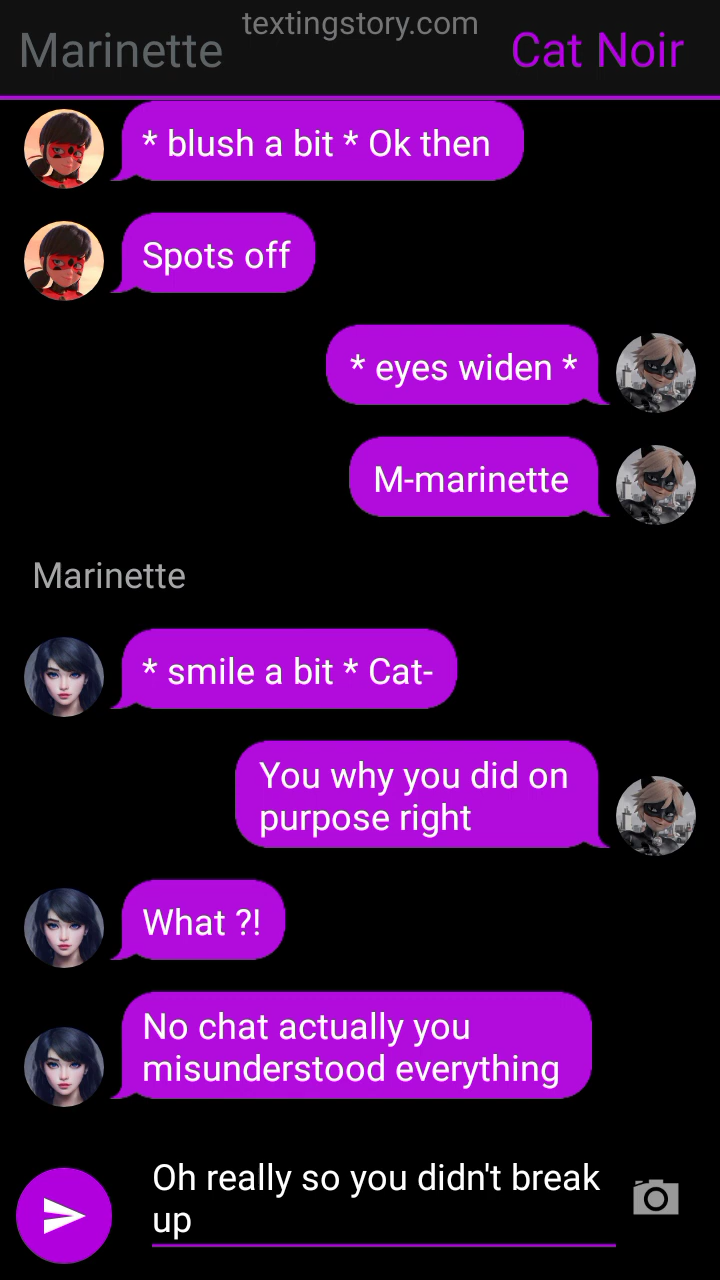 textingstory.com
Marinette
Cat Noir
* blush a bit * Ok then
Spots off
* eyes widen *
M-marinette
Marinette
* smile a bit * Cat-
You why you did on
purpose right
What ?!
No chat actually you
misunderstood everything
Oh really so you didn't break
up